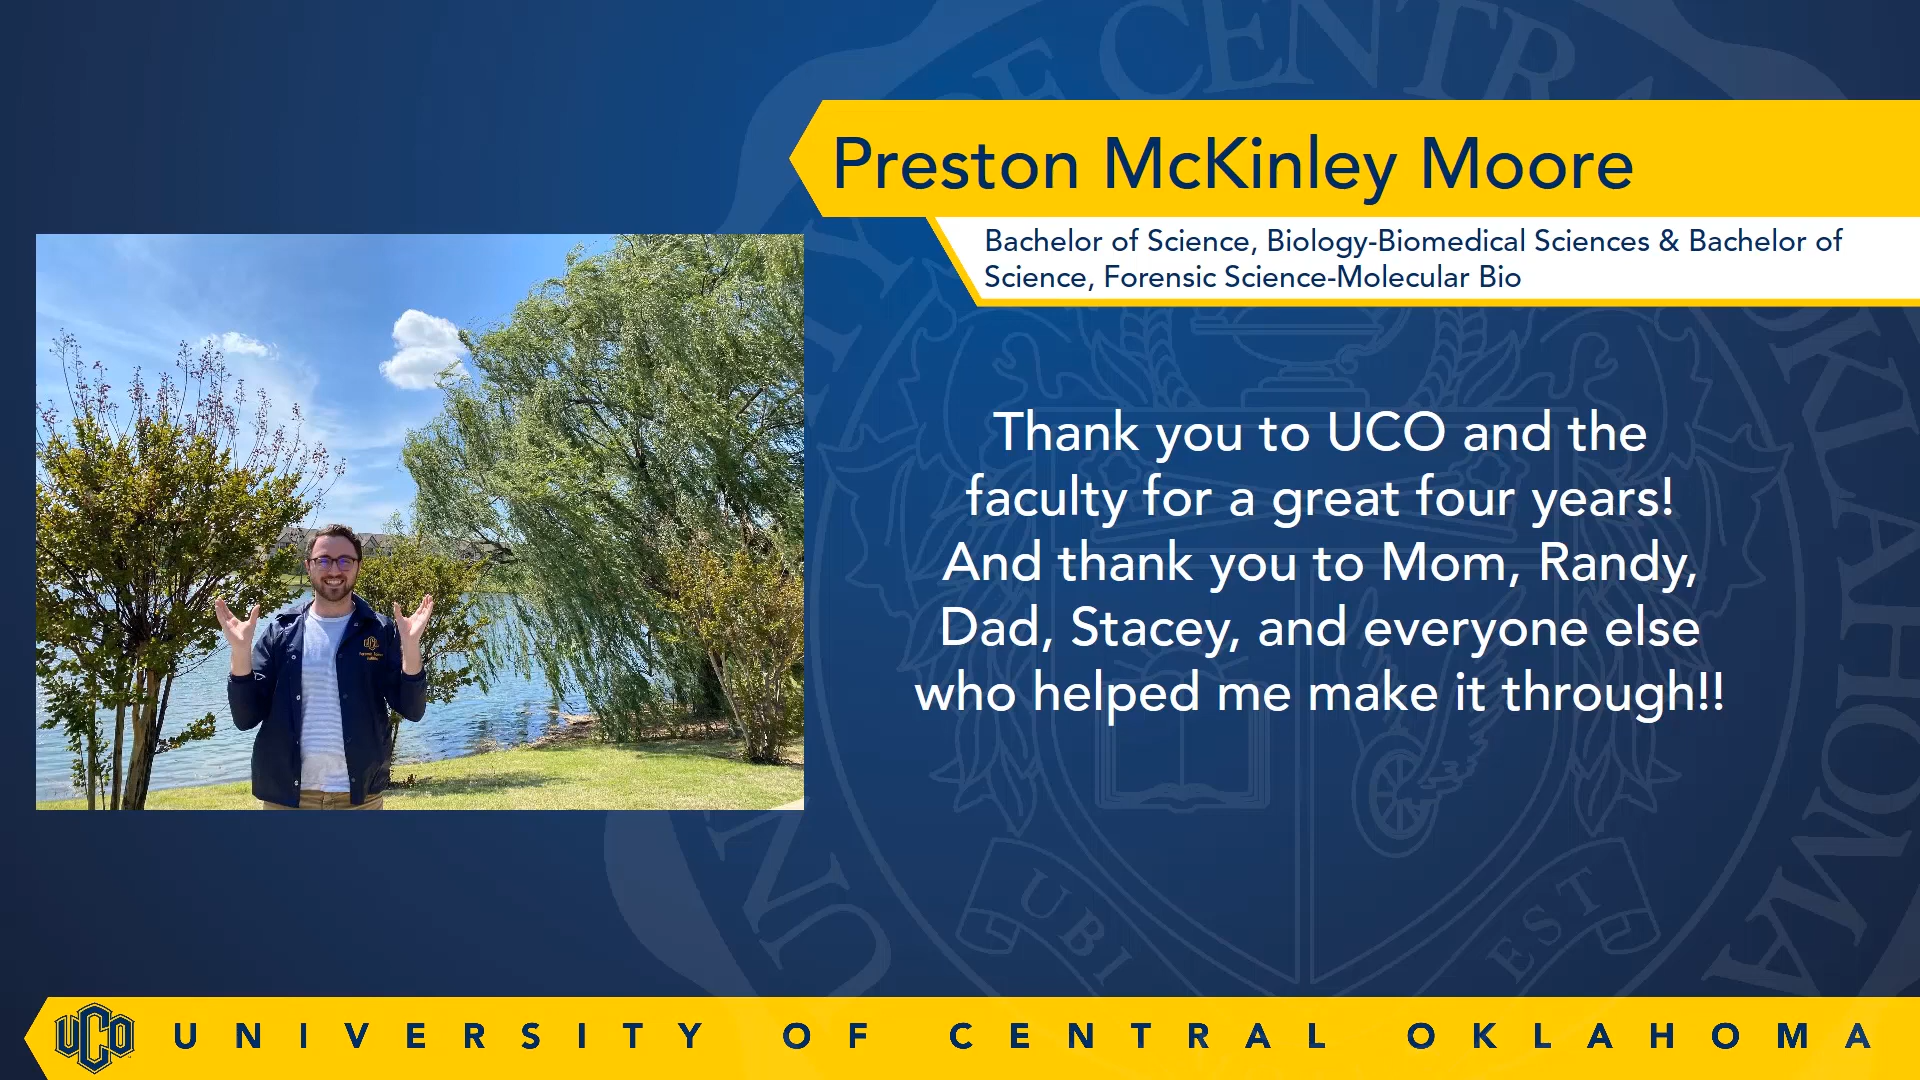 Preston McKinley Moore
Bachelor of Science, Biology-Biomedical Sciences & Bachelor of
Science, Forensic Science-Molecular Bio
Thank you to UCO and the
faculty for a great four years!
And thank you to Mom, Randy,
Dad, Stacey, and everyone else
who helped me make it through!!
UBI EST
UCO UNIVERSITY OF CENTRAL OKLAHOMA